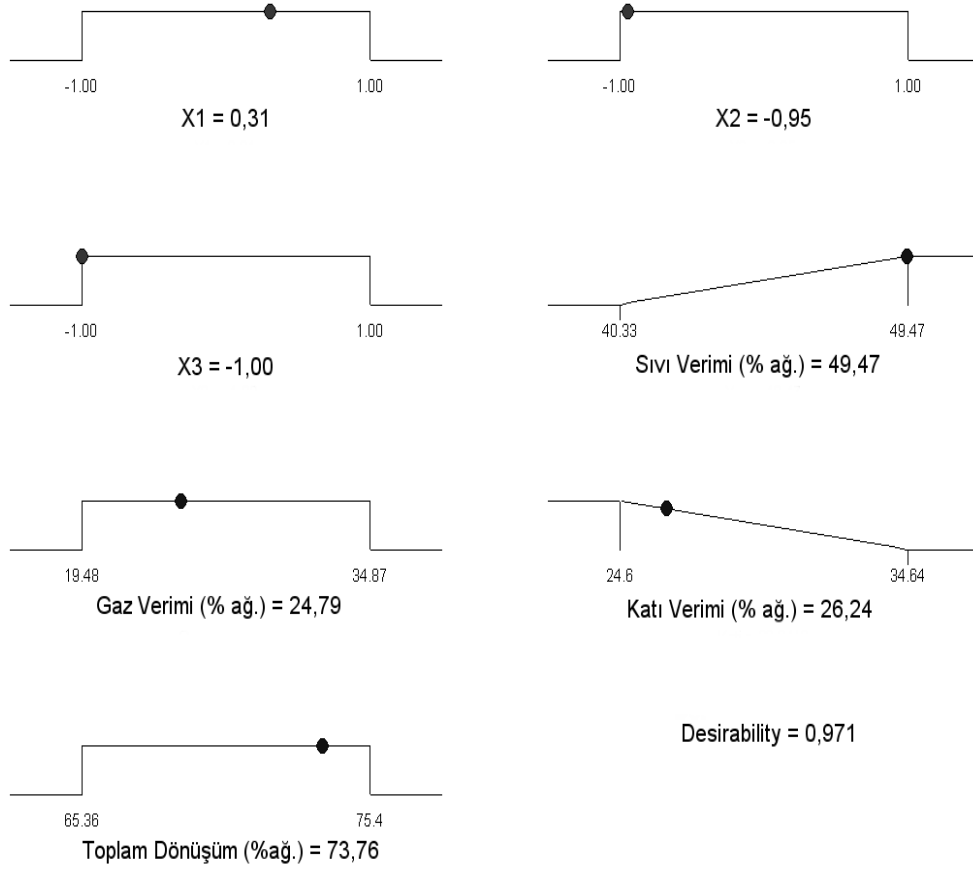 -1.00 1.00 -1.00 1.00
X1 = 0,31 X2 = -0,95
-1.00 1.00 40.33 49.47
X3 = -1,00 Sıvı Verimi (% ağ.) = 49,47
19.48 34.87 24.6 34.64
Gaz Verimi (% ağ.) = 24,79 Katı Verimi (% ağ.) = 26,24
Desirability = 0,971
65.36 75.4
Toplam Dönüşüm (%ağ.) = 73,76